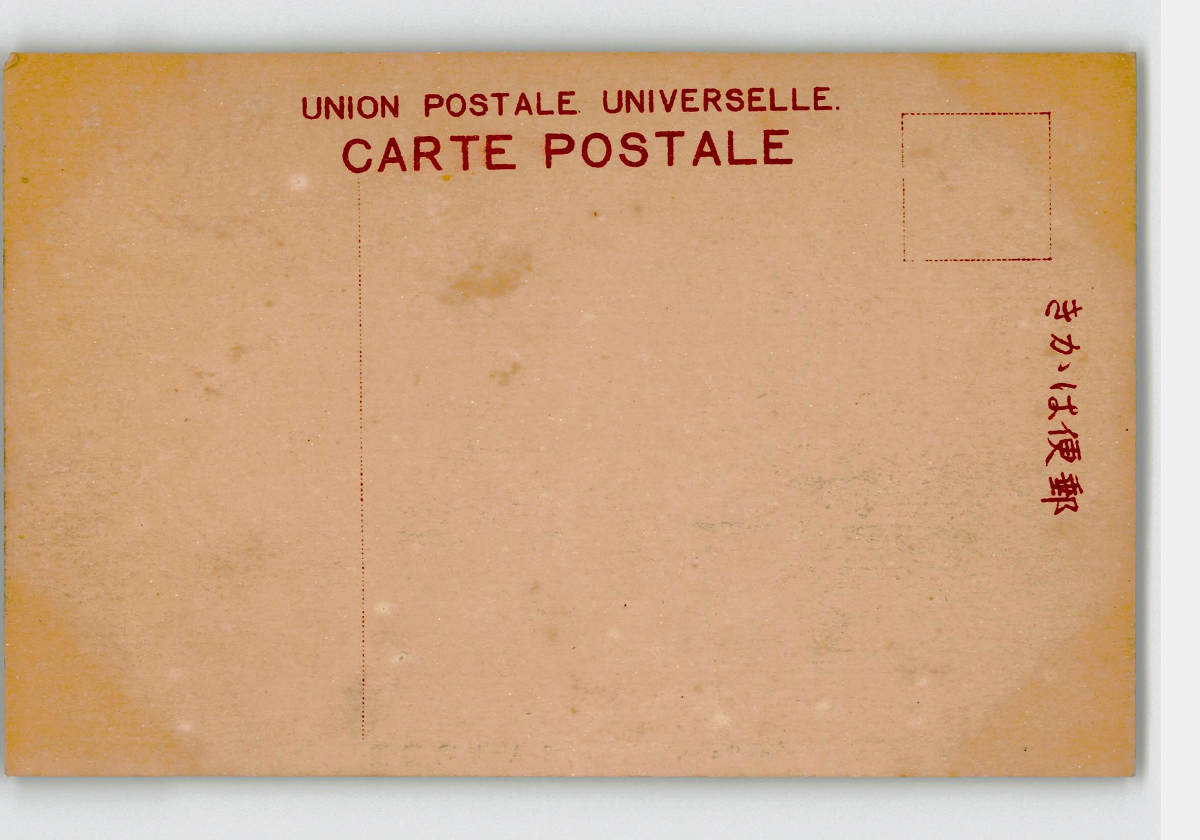 UNION POSTALE UNIVERSELLE.
CARTE POSTALE
きかは便郵